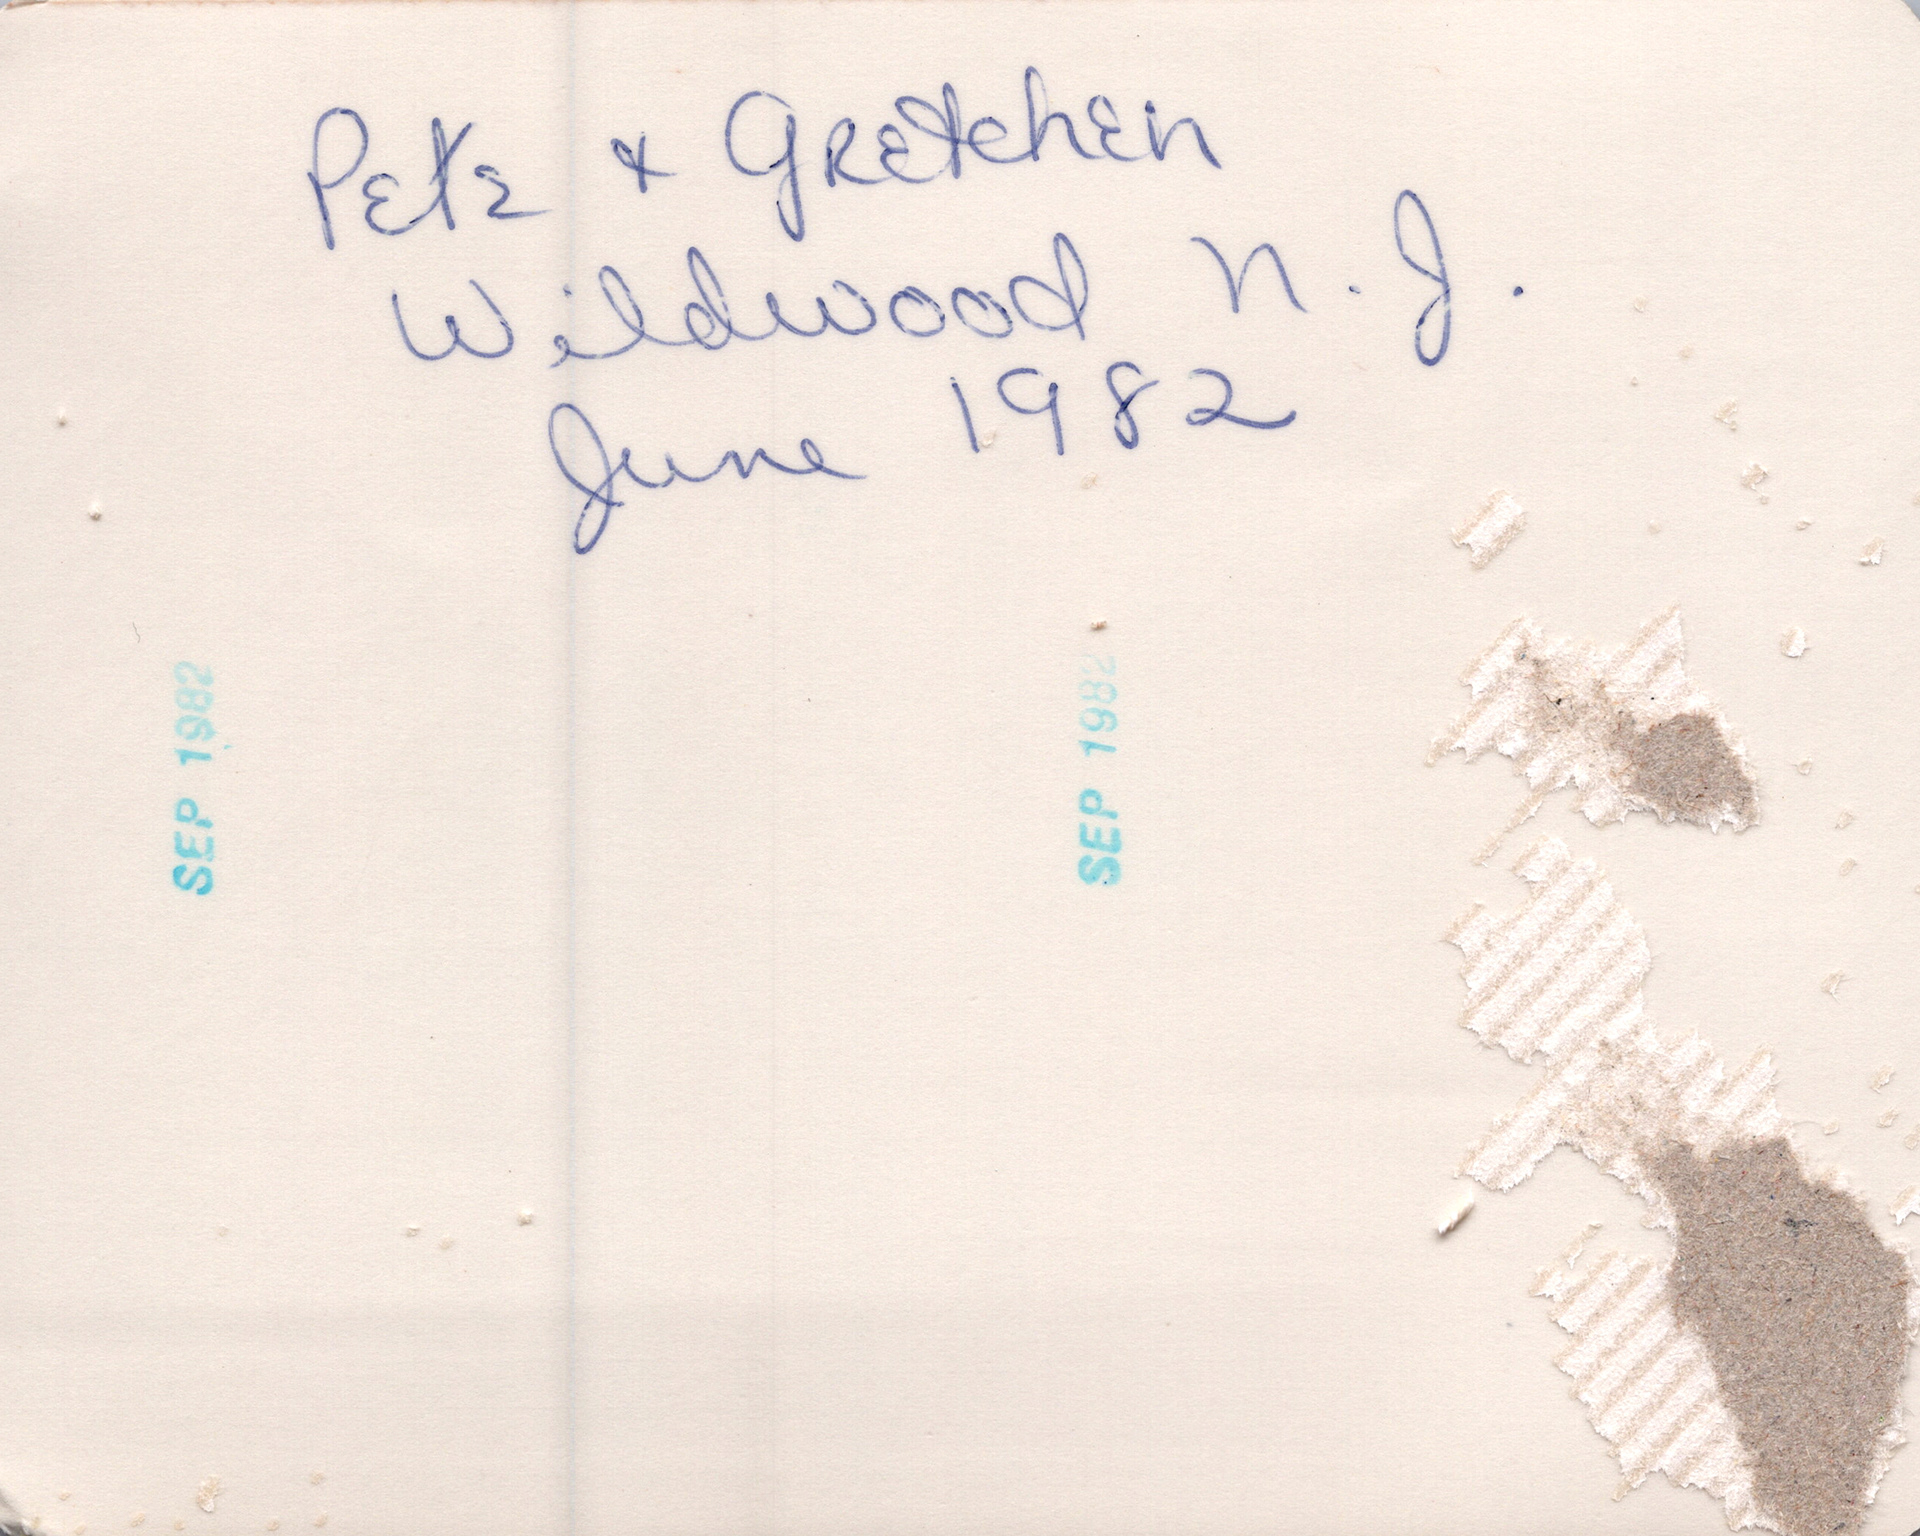 Pete & Gretchen
Wildwood N.J.
June 1982
SEP 1982
SEP 1982